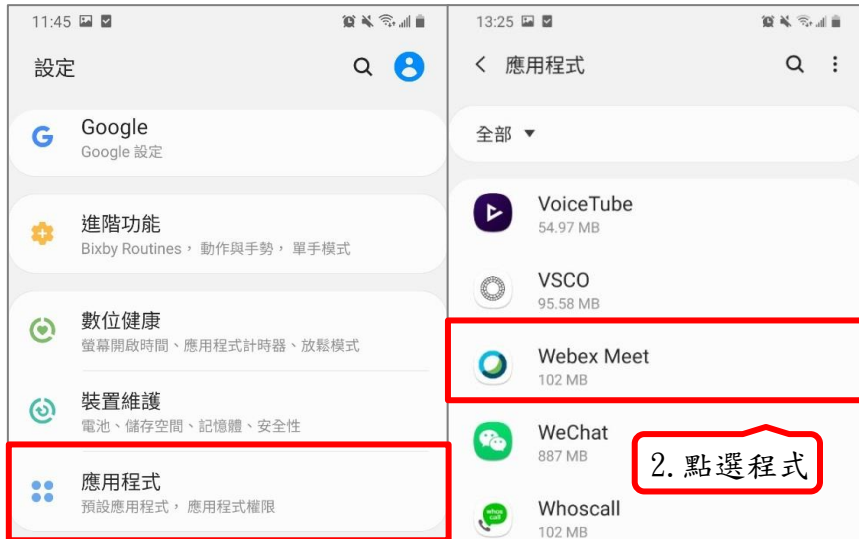 11:45
設定
Google
Google 設定
進階功能
Bixby Routines， 動作與手勢， 單手模式
數位健康
螢幕開啟時間、應用程式計時器、放鬆模式
裝置維護
電池、儲存空間、記憶體、安全性
應用程式
預設應用程式， 應用程式權限
13:25
應用程式
全部
VoiceTube
54.97 MB
VSCO
95.58 MB
Webex Meet
102 MB
WeChat
887 MB
2.點選程式
whos
call
Whoscall
102 MB